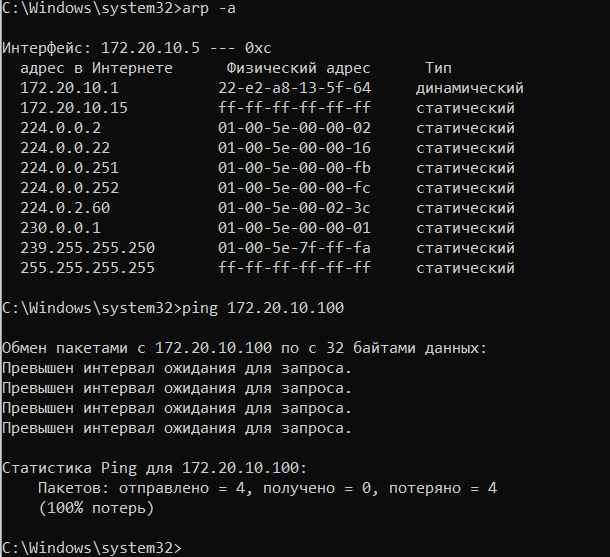 C:\Windows\system32>arp -a
Интерфейс: 172.20.10.5 --- 0xc
адрес в Интернете Физический адрес Тип
172.20.10.1 22-e2-a8-13-5f-64 динамический
172.20.10.15 ff-ff-ff-ff-ff-ff статический
224.0.0.2 01-00-5e-00-00-02 статический
224.0.0.22 01-00-5e-00-00-16 статический
224.0.0.251 01-00-5e-00-00-fb статический
224.0.0.252 01-00-5e-00-00-fc статический
224.0.2.60 01-00-5e-00-02-3c статический
230.0.0.1 01-00-5e-00-00-01 статический
239.255.255.250 01-00-5e-7f-ff-fa статический
255.255.255.255 ff-ff-ff-ff-ff-ff статический
C:\Windows\system32>ping 172.20.10.100
Обмен пакетами с 172.20.10.100 по с 32 байтами данных:
Превышен интервал ожидания для запроса.
Превышен интервал ожидания для запроса.
Превышен интервал ожидания для запроса.
Превышен интервал ожидания для запроса.
Статистика Ping для 172.20.10.100:
Пакетов: отправлено = 4, получено = 0, потеряно = 4
(100% потерь)
C:\Windows\system32>